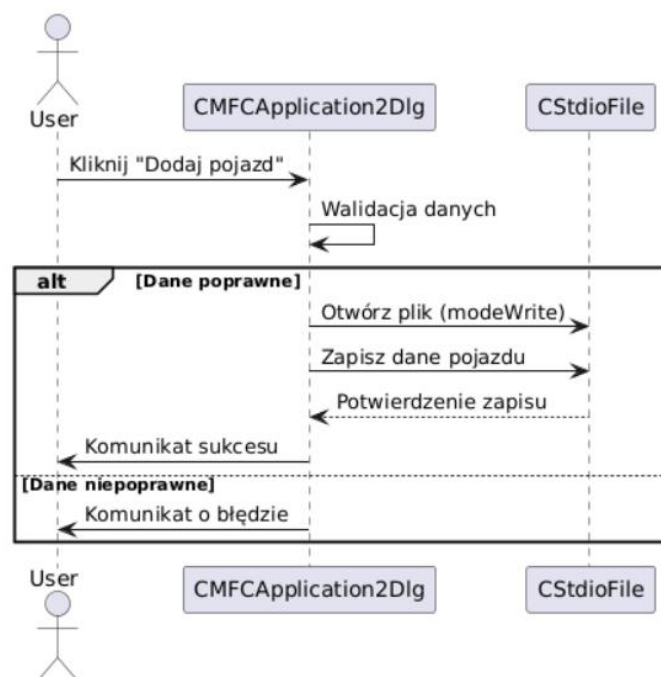 User
CMFCApplication2Dlg
CStdioFile
Kliknij "Dodaj pojazd"
Walidacja danych
alt
[Dane poprawne]
Otwórz plik (modeWrite)
Zapisz dane pojazdu
Potwierdzenie zapisu
Komunikat sukcesu
[Dane niepoprawne]
Komunikat o błędzie
User
CMFCApplication2Dlg
CStdioFile